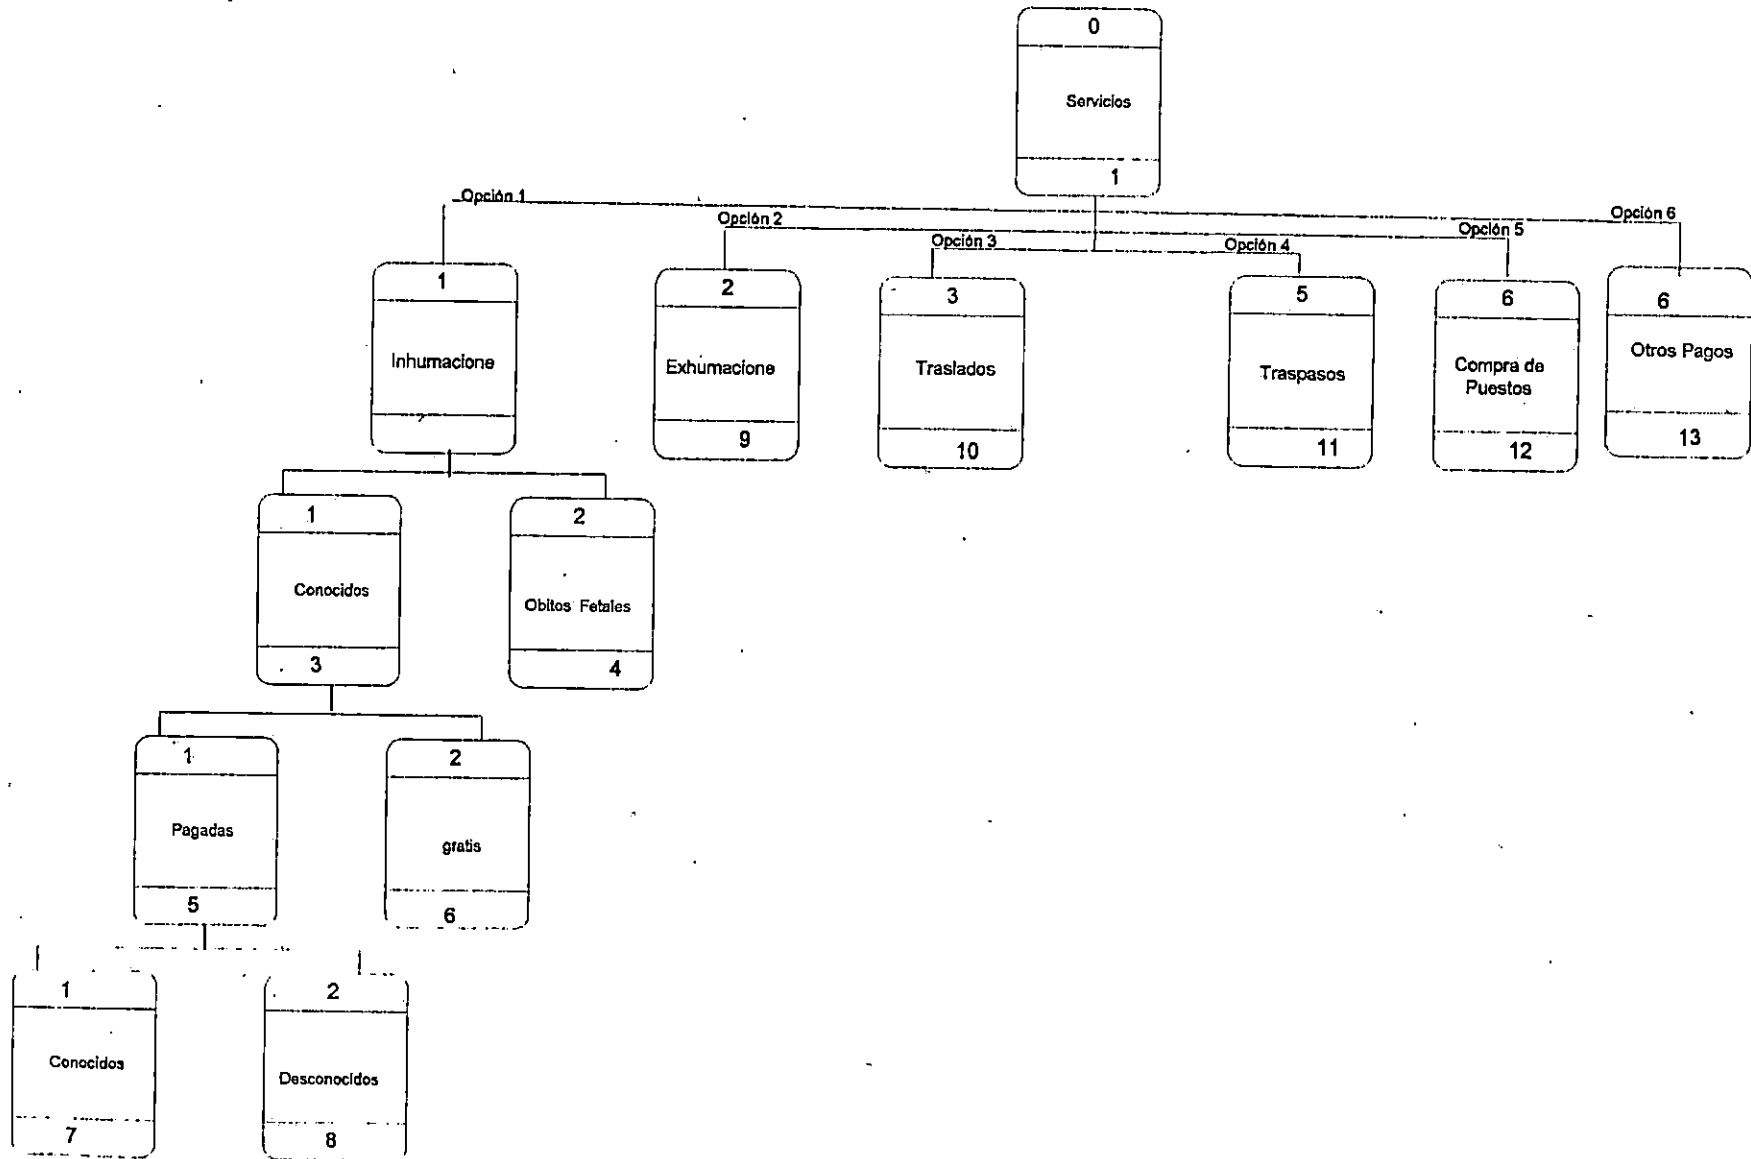 0
Servicios
1
Opción 1
Opción 2
Opción 3
Opción 4
Opción 5
Opción 6
1
Inhumacione
2
Exhumacione
9
3
Traslados
10
5
Traspasos
11
6
Compra de
Puestos
12
6
Otros Pagos
13
1
Conocidos
3
2
Obitos Fetales
4
1
Pagadas
5
2
gratis
6
1
Conocidos
7
2
Desconocidos
8